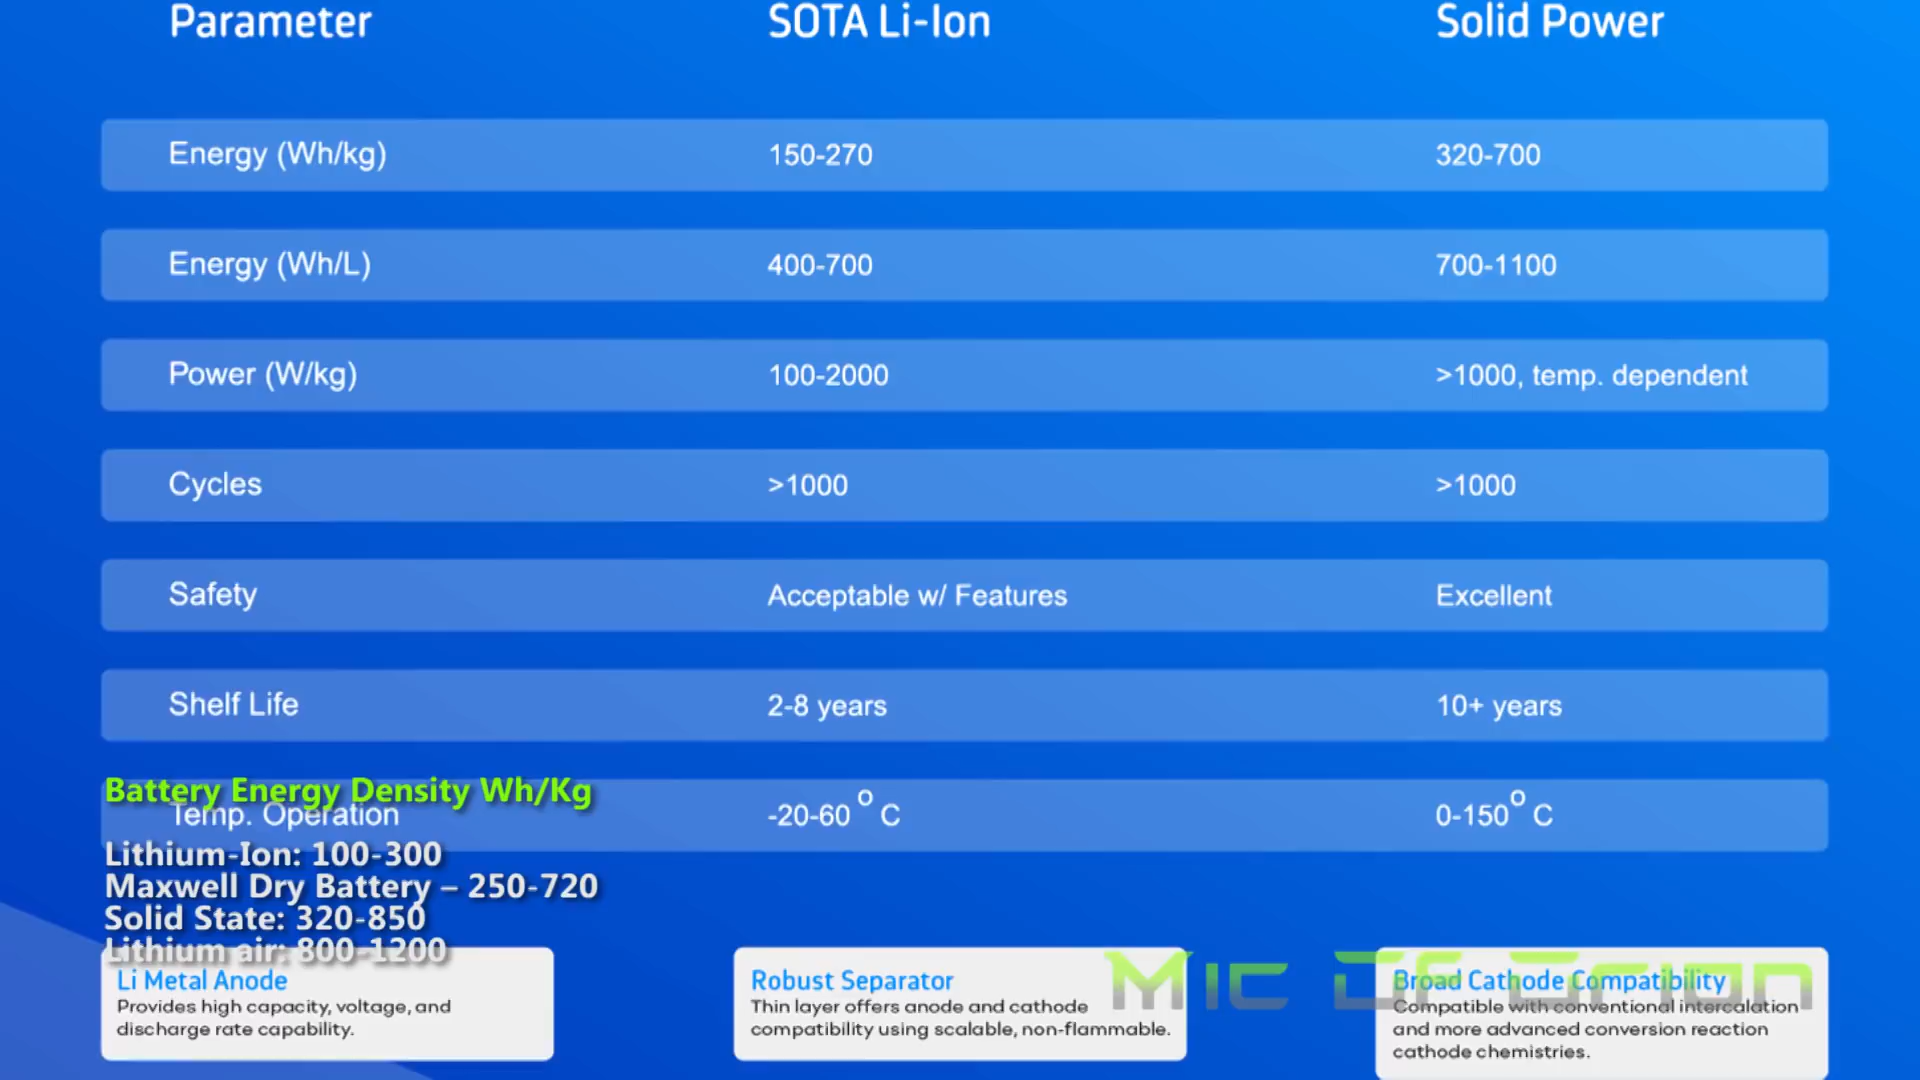 Parameter SOTA Li-Ion Solid Power
Energy (Wh/kg) 150-270 320-700
Energy (Wh/L) 400-700 700-1100
Power (W/kg) 100-2000 >1000, temp. dependent
Cycles >1000 >1000
Safety Acceptable w/ Features Excellent
Shelf Life 2-8 years 10+ years
Battery Energy Density Wh/Kg
Temp. Operation -20-60 °C 0-150°C
Lithium-Ion: 100-300
Maxwell Dry Battery – 250-720
Solid State: 320-850
Lithium air: 800-1200
Li Metal Anode
Provides high capacity, voltage, and
discharge rate capability.
Robust Separator
Thin layer offers anode and cathode
compatibility using scalable, non-flammable.
Mic Of Orion
Broad Cathode Compatibility
Compatible with conventional intercalation
and more advanced conversion reaction
cathode chemistries.